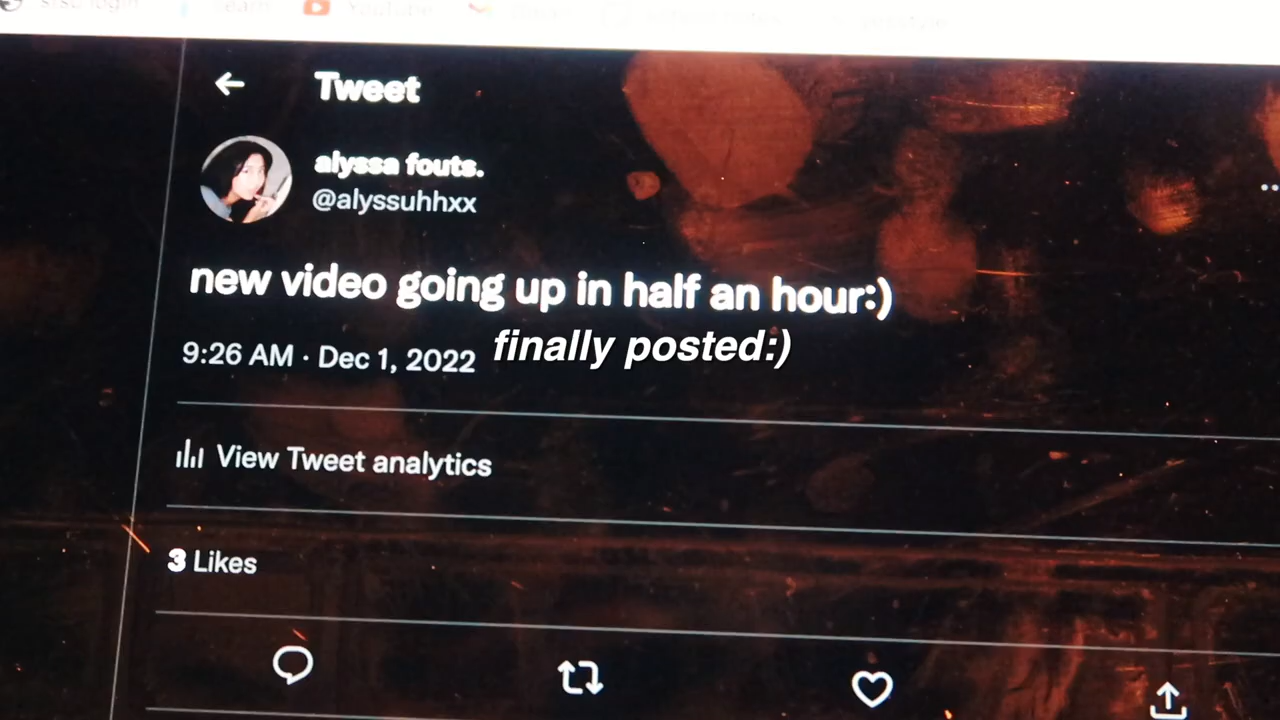 YouTube
Tweet
alyssa fouts.
@alyssuhhxx
new video going up in half an hour:)
9:26 AM · Dec 1, 2022
finally posted:)
View Tweet analytics
3 Likes